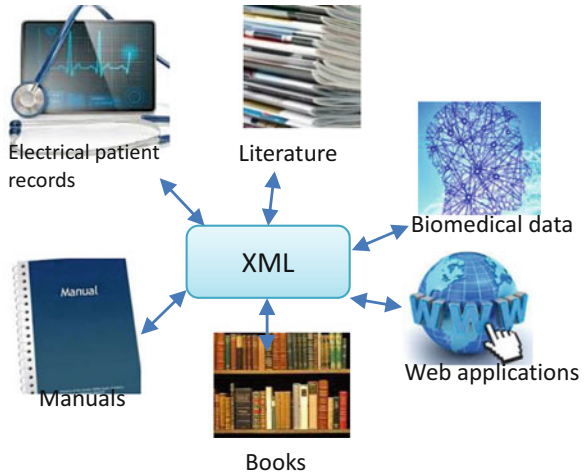 Electrical patient
records
Literature
Biomedical data
XML
Manual
WWW
Manuals
Web applications
Books